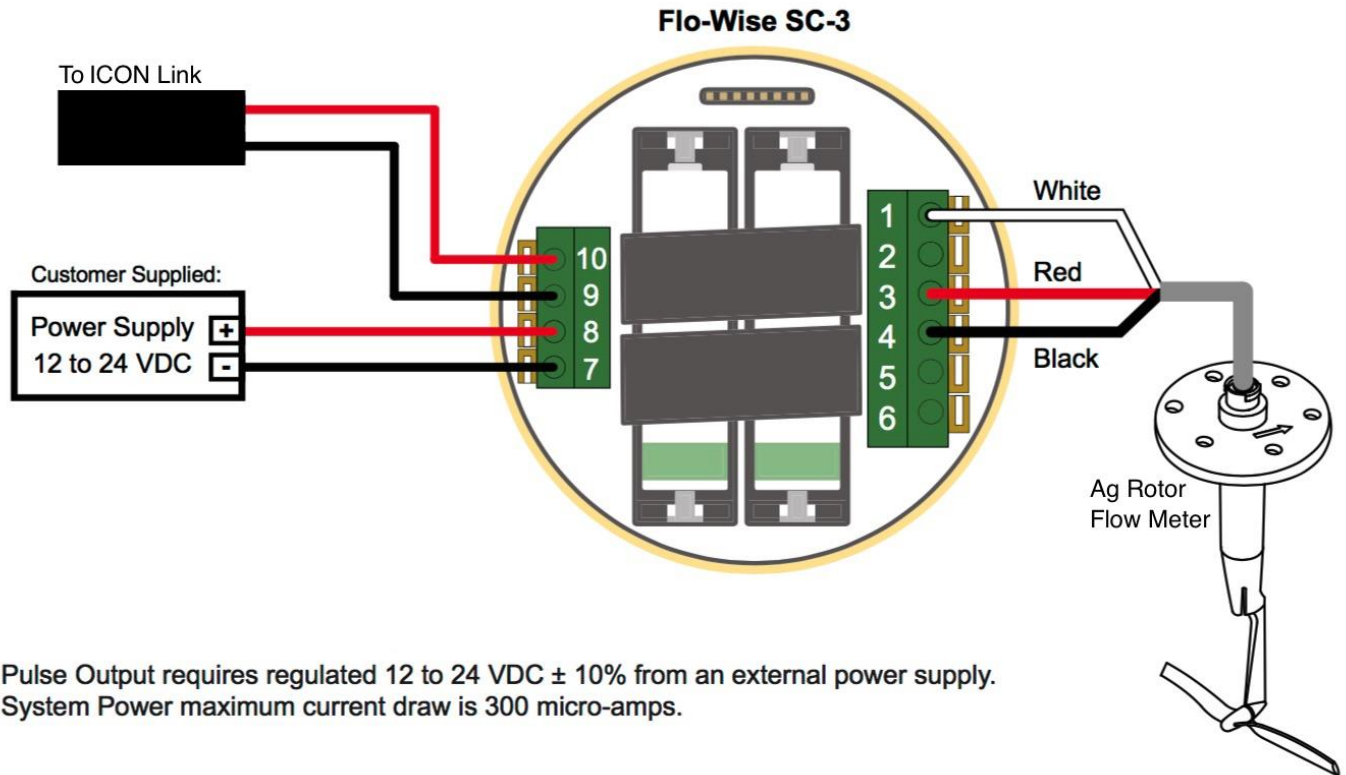 Flo-Wise SC-3
To ICON Link
Customer Supplied:
Power Supply +
12 to 24 VDC -
10
9
8
7
1
2
3
4
5
6
White
Red
Black
Ag Rotor
Flow Meter
Pulse Output requires regulated 12 to 24 VDC ± 10% from an external power supply.
System Power maximum current draw is 300 micro-amps.